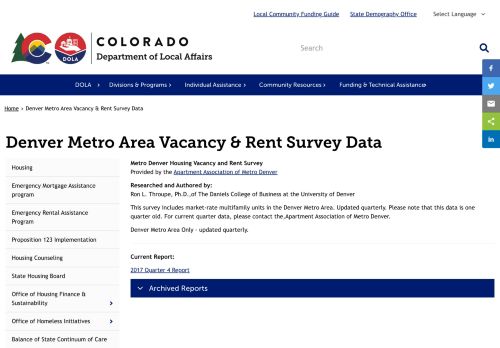 Local Community Funding Guide
State Demography Office
Select Language
COLORADO
Department of Local Affairs
DOLA
Search
DOLA
Divisions & Programs
Individual Assistance
Community Resources
Funding & Technical Assistance
Home › Denver Metro Area Vacancy & Rent Survey Data
Denver Metro Area Vacancy & Rent Survey Data
Housing
Emergency Mortgage Assistance
program
Emergency Rental Assistance
Program
Proposition 123 Implementation
Housing Counseling
State Housing Board
Office of Housing Finance &
Sustainability
Office of Homeless Initiatives
Balance of State Continuum of Care
Metro Denver Housing Vacancy and Rent Survey
Provided by the Apartment Association of Metro Denver
Researched and Authored by:
Ron L. Throupe, Ph.D.,of The Daniels College of Business at the University of Denver
This survey includes market-rate multifamily units in the Denver Metro Area. Updated quarterly. Please note that this data is one
quarter old. For current quarter data, please contact the,Apartment Association of Metro Denver.
Denver Metro Area Only - updated quarterly.
Current Report:
2017 Quarter 4 Report
Archived Reports